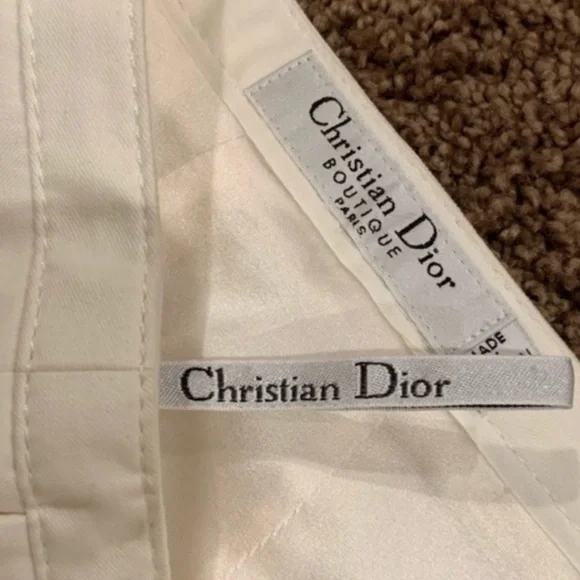 Christian Dior
BOUTIQUE
PARIS
MADE
Christian Dior